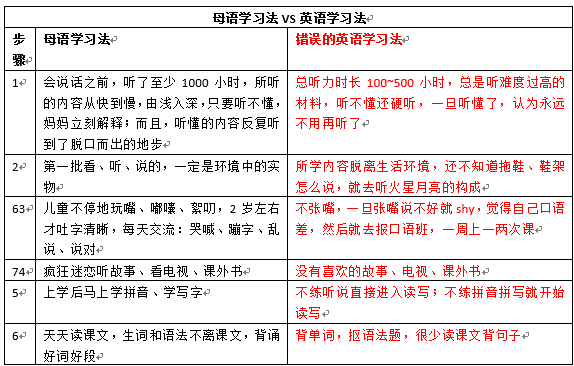 母语学习法 VS 英语学习法
步骤
母语学习法
错误的英语学习法
1
会说话之前，听了至少 1000 小时，所听
的内容从快到慢，由浅入深，只要听不懂，
妈妈立刻解释；而且，听懂的内容反复听
到了脱口而出的地步
总听力时长 100~500 小时，总是听难度过高的
材料，听不懂还硬听，一旦听懂了，认为永远
不用再听了
2
第一批看、听、说的，一定是环境中的实
物
所学内容脱离生活环境，还不知道拖鞋、鞋架
怎么说，就去听火星月亮的构成
63
儿童不停地玩嘴、嘟囔、絮叨，2 岁左右
才吐字清晰，每天交流：哭喊、蹦字、乱
说、说对
不张嘴，一旦张嘴说不好就 shy，觉得自己口语
差，然后就去报口语班，一周上一两次课
74
疯狂迷恋听故事、看电视、课外书
没有喜欢的故事、电视、课外书
5
上学后马上学拼音、学写字
不练听说直接进入读写；不练拼音拼写就开始
读写
6
天天读课文，生词和语法不离课文，背诵
好词好段
背单词，抠语法题，很少读课文背句子